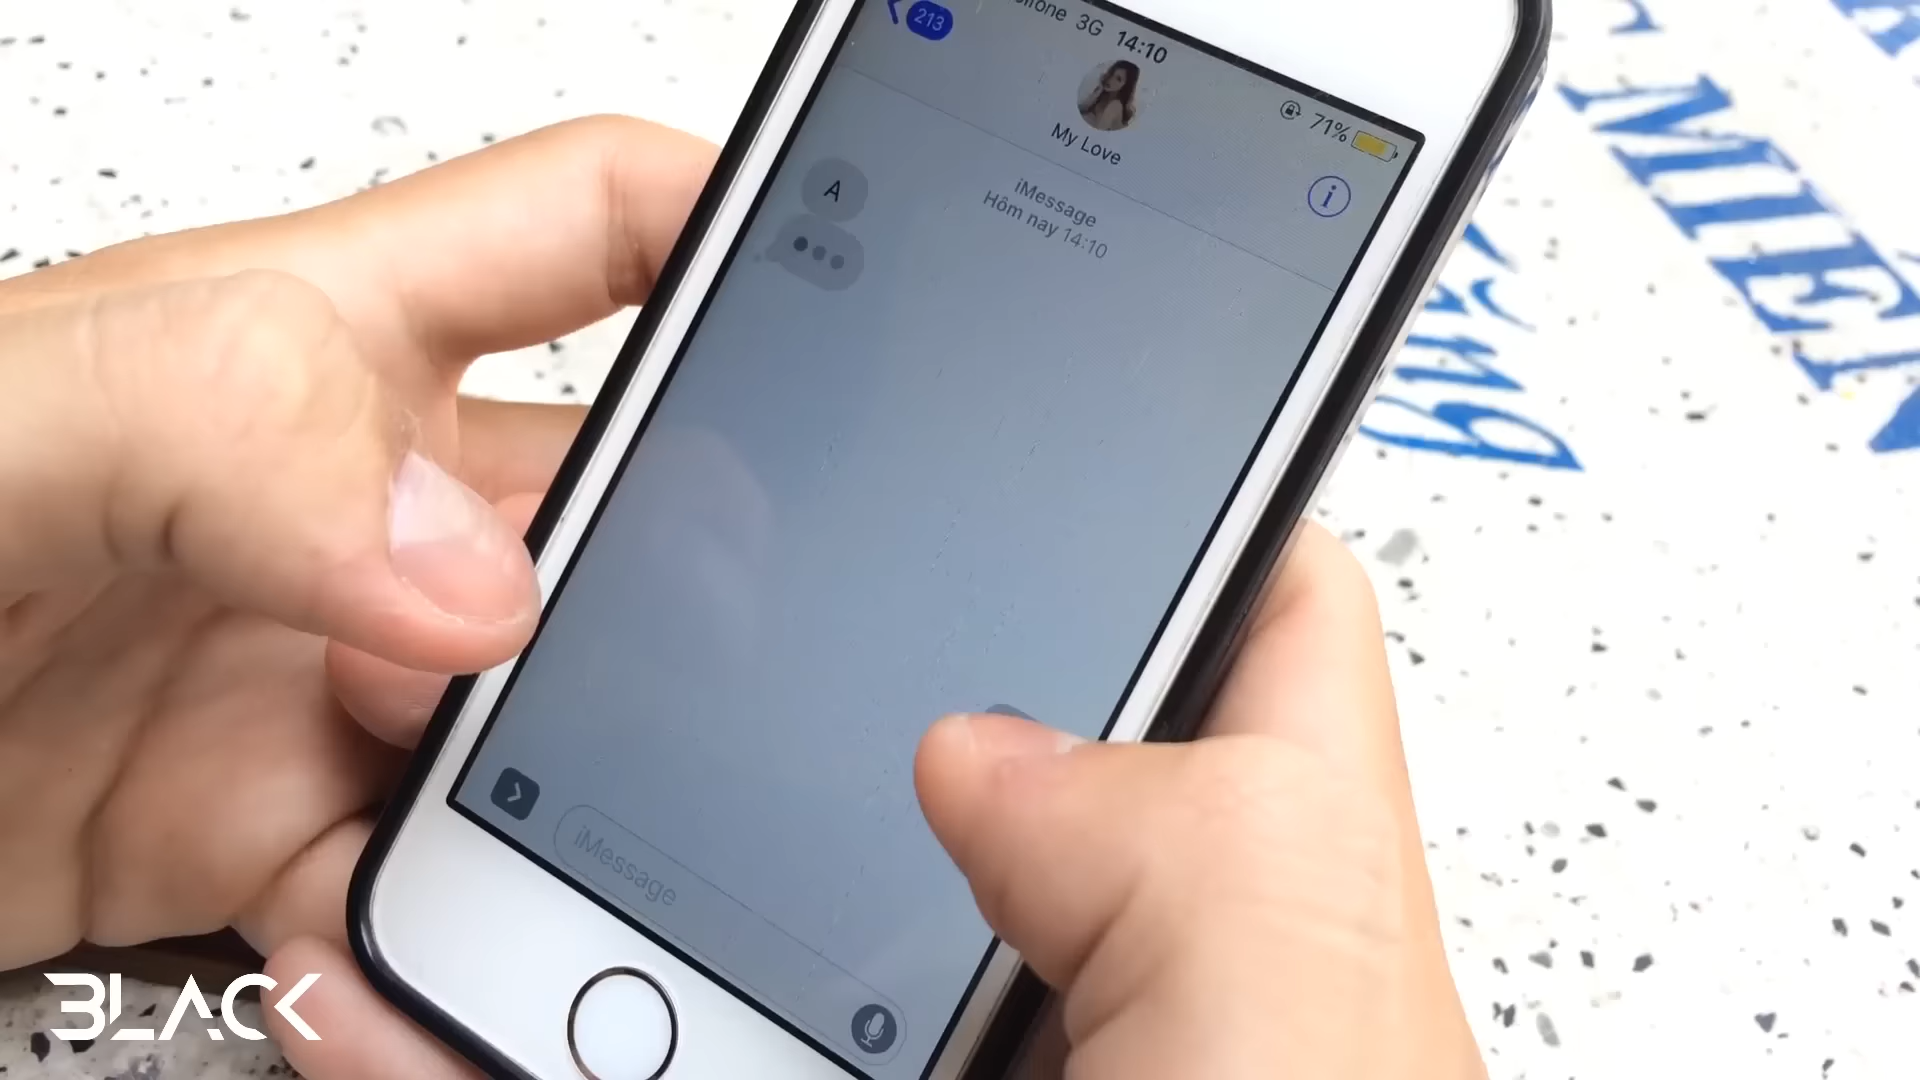 213
3G 14:10
71%
My Love
iMessage
Hôm nay 14:10
A
iMessage
BLACK